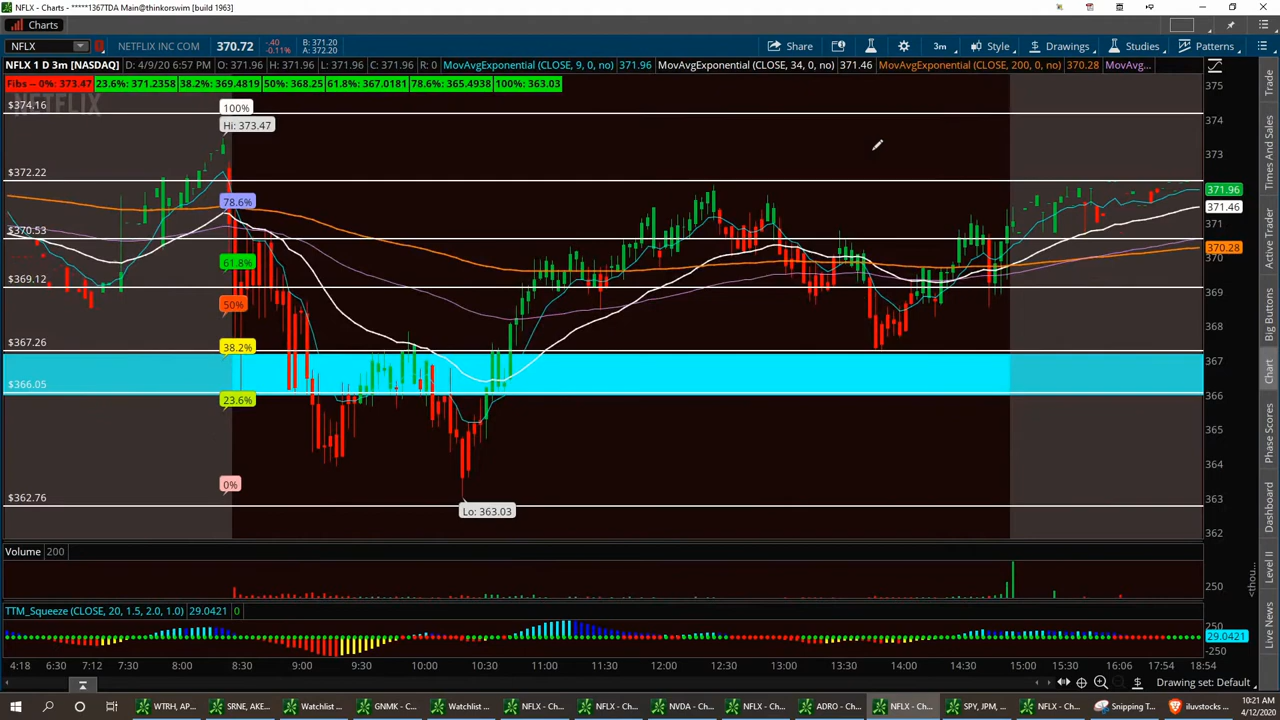 NFLX - Charts - *****1367TDA Main@thinkorswim [build 1963]
Charts
NFLX NETFLIX INC COM 370.72 -.40 -0.11% B: 371.20 A: 372.20 Share 3m Style Drawings Studies Patterns
NFLX 1 D 3m [NASDAQ] D: 4/9/20 6:57 PM O: 371.96 H: 371.96 L: 371.96 C: 371.96 R: 0 MovAvgExponential (CLOSE, 9, 0, no) 371.96 MovAvgExponential (CLOSE, 34, 0, no) 371.46 MovAvgExponential (CLOSE, 200, 0, no) 370.28 MovAvg...
Fibs -- 0%: 373.47 23.6%: 371.2358 38.2%: 369.4819 50%: 368.25 61.8%: 367.0181 78.6%: 365.4938 100%: 363.03
NETFLIX
$374.16
100%
Hi: 373.47
$372.22
78.6%
$370.53
61.8%
$369.12
50%
$367.26
38.2%
$366.05
23.6%
0%
$362.76
Lo: 363.03
375
374
373
371.96
371.46
371
370.28
370
369
368
367
366
365
364
363
362
Volume 200
250
<thou...
TTM_Squeeze (CLOSE, 20, 1.5, 2.0, 1.0) 29.0421 0
250
29.0421
-250
4:18 6:30 7:12 7:30 8:00 8:30 9:00 9:30 10:00 10:30 11:00 11:30 12:00 12:30 13:00 13:30 14:00 14:30 15:00 15:30 16:06 17:54 18:54
Drawing set: Default
Trade
Times And Sales
Active Trader
Big Buttons
Chart
Phase Scores
Dashboard
Level II
Live News
WTRH, AP... SRNE, AKE... Watchlist ... GNMK - C... Watchlist ... NFLX - Ch... NFLX - Ch... NVDA - Ch... NFLX - Ch... ADRO - C... NFLX - Ch... SPY, JPM, ... NFLX - Ch... Snipping T... iluvstocks ...
10:21 AM
4/12/2020